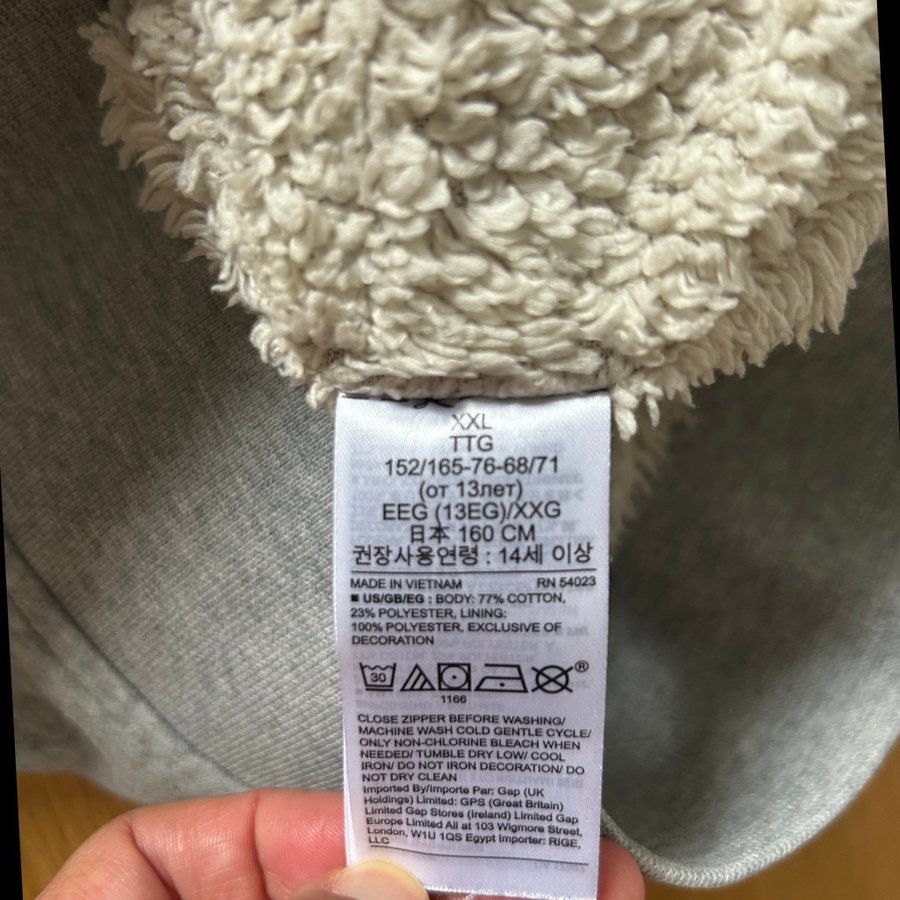 XXL
TTG
152/165-76-68/71
(от 13лет)
EEG (13EG)/XXG
日本 160 CM
권장사용연령 : 14세 이상
MADE IN VIETNAM RN 54023
■ US/GB/EG : BODY: 77% COTTON,
23% POLYESTER, LINING:
100% POLYESTER, EXCLUSIVE OF
DECORATION
30 ®
1166
CLOSE ZIPPER BEFORE WASHING/
MACHINE WASH COLD GENTLE CYCLE/
ONLY NON-CHLORINE BLEACH WHEN
NEEDED/ TUMBLE DRY LOW/ COOL
IRON/ DO NOT IRON DECORATION/ DO
NOT DRY CLEAN
Imported By/Importe Par: Gap (UK
Holdings) Limited: GPS (Great Britain)
Limited Gap Stores (Ireland) Limited Gap
Europe Limited All at 103 Wigmore Street,
London, W1U 1QS Egypt Importer: RIGE,
LLC